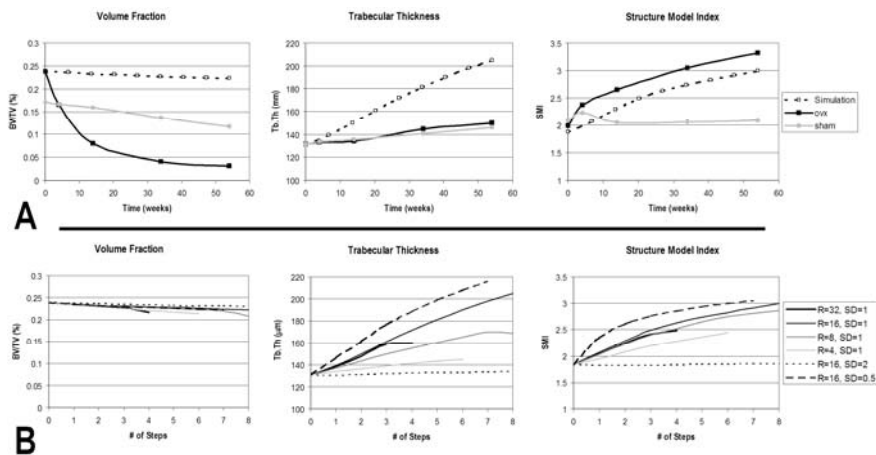 Volume Fraction
Trabecular Thickness
Structure Model Index
0.3
0.25
0.2
0.15
0.1
0.05
0
BV/TV (%)
0 10 20 30 40 50 60
Time (weeks)
220
200
180
160
140
120
100
Tb.Th (mm)
0 10 20 30 40 50 60
Time (weeks)
3.5
3
2.5
2
1.5
1
SMI
0 10 20 30 40 50 60
Time (weeks)
Simulation
ovx
sham
A
Volume Fraction
Trabecular Thickness
Structure Model Index
0.3
0.25
0.2
0.15
0.1
0.05
0
BV/TV (%)
0 1 2 3 4 5 6 7 8
# of Steps
220
200
180
160
140
120
100
Tb.Th (µm)
0 1 2 3 4 5 6 7 8
# of Steps
3.5
3
2.5
2
1.5
1
SMI
0 1 2 3 4 5 6 7 8
# of Steps
R=32, SD=1
R=16, SD=1
R=8, SD=1
R=4, SD=1
R=16, SD=2
R=16, SD=0.5
B